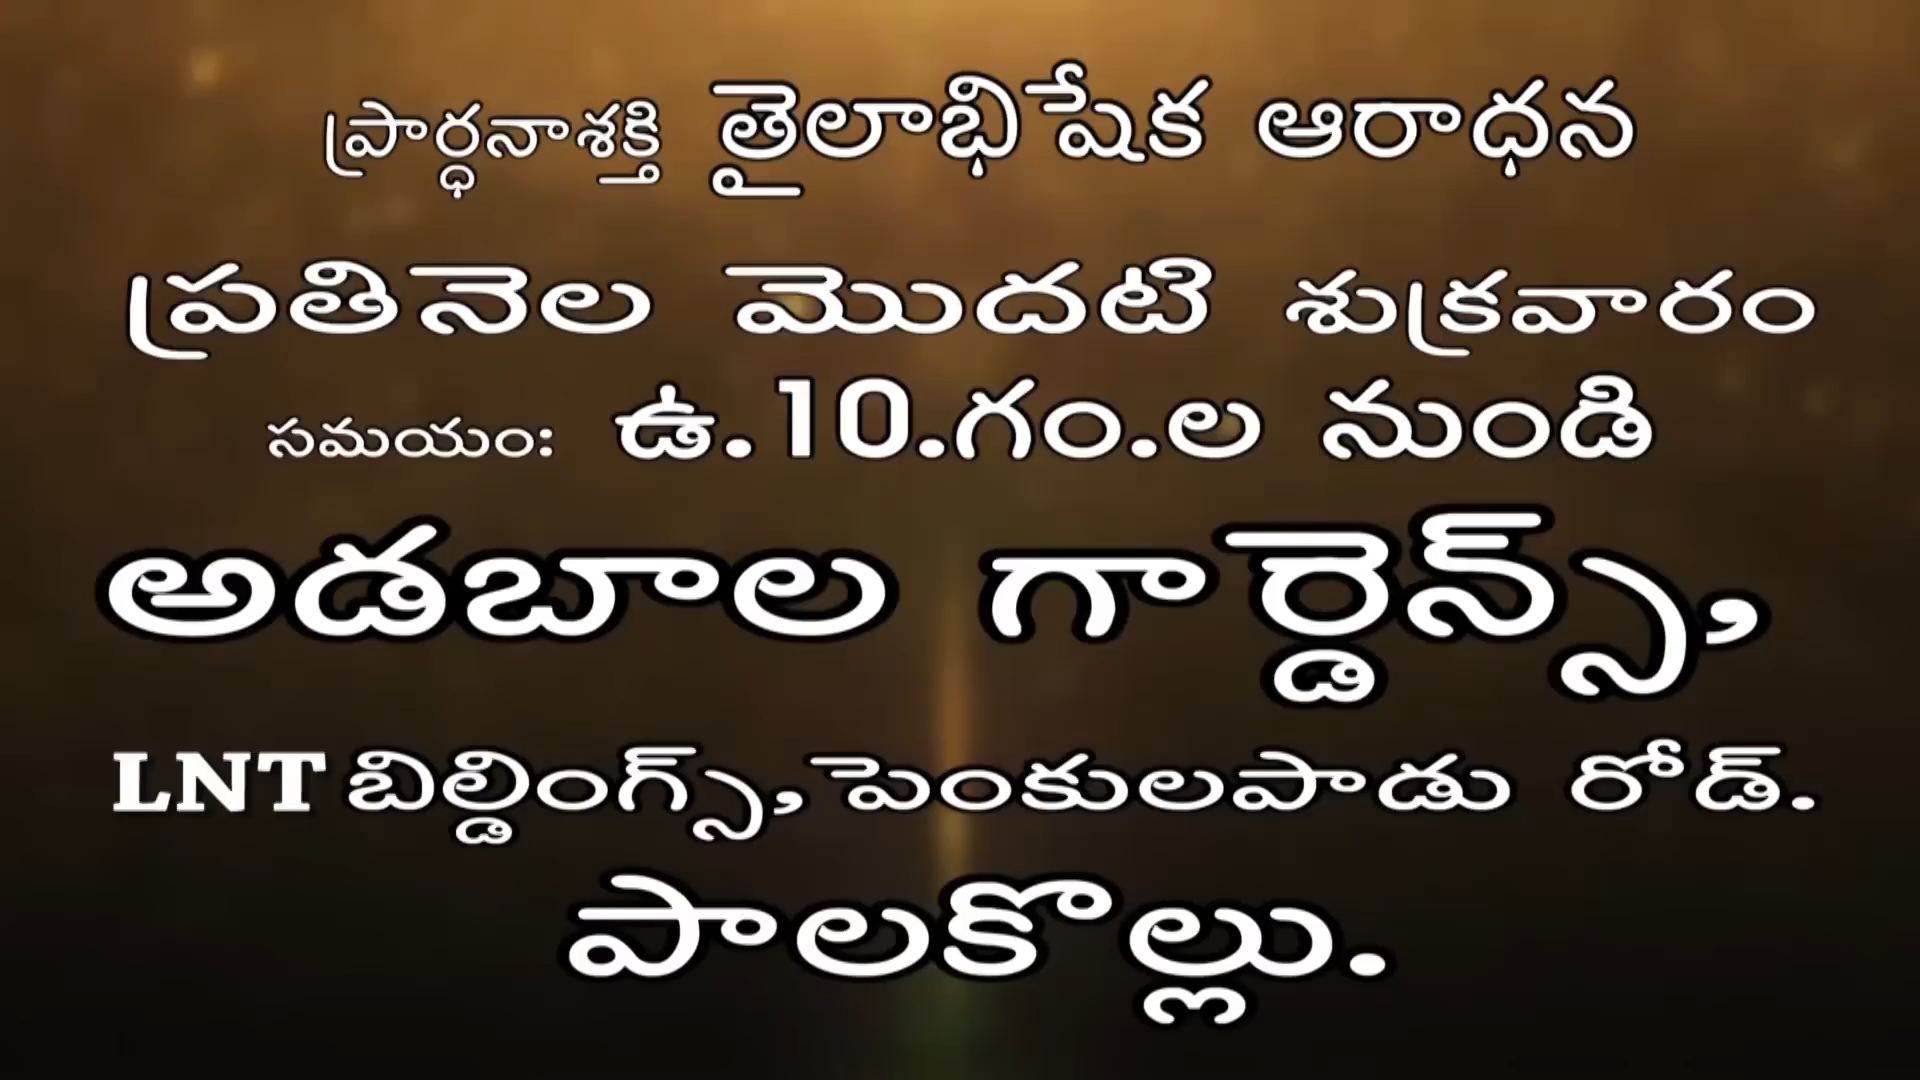 ప్రార్ధనాశక్తి తైలాభిషేక ఆరాధన
ప్రతినెల మొదటి శుక్రవారం
సమయం: ఉ.10.గం.ల నుండి
అడబాల గార్డెన్స్,
LNT బిల్డింగ్స్,పెంకులపాడు రోడ్.
పాలకొల్లు.